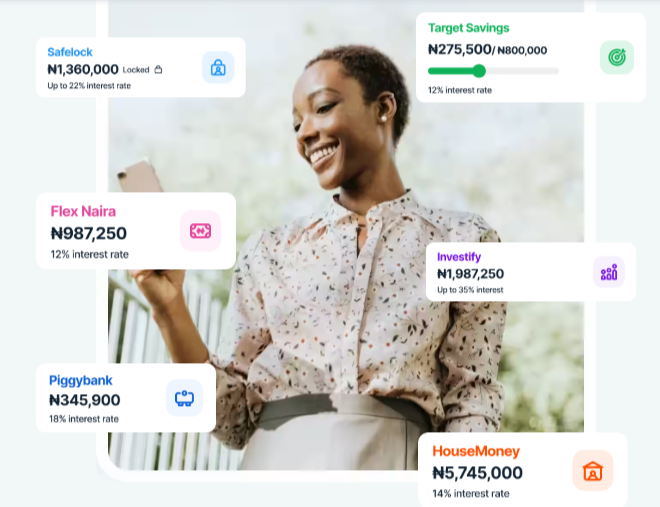 Safelock
₦1,360,000 Locked
Up to 22% interest rate
Target Savings
₦275,500/ ₦800,000
12% interest rate
Flex Naira
₦987,250
12% interest rate
Investify
₦1,987,250
Up to 35% interest
Piggybank
₦345,900
18% interest rate
HouseMoney
₦5,745,000
14% interest rate